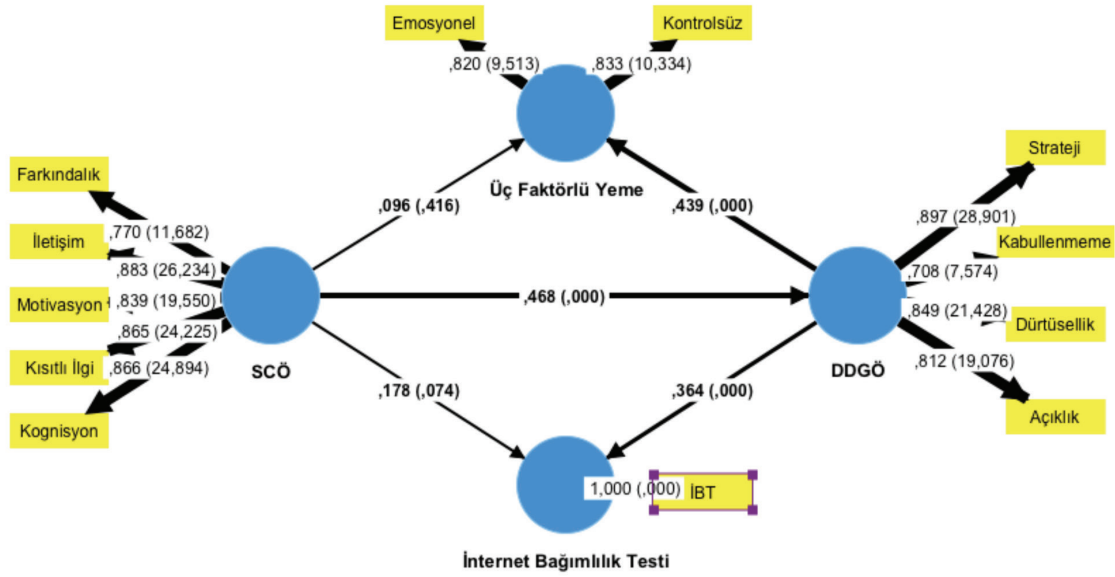 Emosyonel
Kontrolsüz
,820 (9,513)
,833 (10,334)
Üç Faktörlü Yeme
Farkındalık
İletişim
Motivasyon
Kısıtlı İlgi
Kognisyon
,770 (11,682)
,883 (26,234)
,839 (19,550)
,865 (24,225)
,866 (24,894)
SCÖ
,096 (,416)
,439 (,000)
,468 (,000)
,178 (,074)
,364 (,000)
DDGÖ
Strateji
,897 (28,901)
Kabullenmeme
,708 (7,574)
,849 (21,428)
Dürtüsellik
,812 (19,076)
Açıklık
1,000 (,000)
İBT
İnternet Bağımlılık Testi